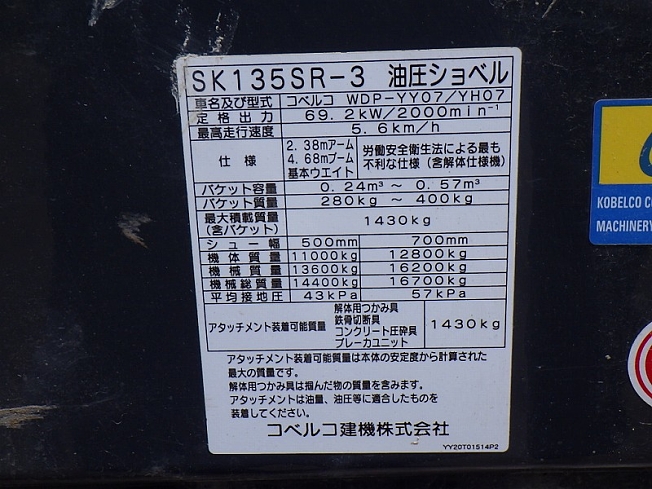 SK135SR-3 油圧ショベル
車名及び型式 コベルコ WDP-YY07/YH07
定格出力 69.2kW/2000min⁻¹
最高走行速度 5.6km/h
仕様 2.38mアーム 4.68mブーム 基本ウエイト 労働安全衛生法による最も不利な仕様(含解体仕様機)
バケット容量 0.24m³ ～ 0.57m³
バケット質量 280kg ～ 400kg
最大積載質量(含バケット) 1430kg
シュー幅 500mm 700mm
機体質量 11000kg 12800kg
機械質量 13600kg 16200kg
機械総質量 14400kg 16700kg
平均接地圧 43kPa 57kPa
アタッチメント装着可能質量 解体用つかみ具 鉄骨切断具 コンクリート圧砕具 ブレーカユニット 1430kg
アタッチメント装着可能質量は本体の安定度から計算された
最大の質量です。
解体用つかみ具は掴んだ物の質量を含みます。
アタッチメントは油量、油圧等に適合したものを
装着してください。
コベルコ建機株式会社
YY20T01514P2
KOBELCO CO
MACHINERY